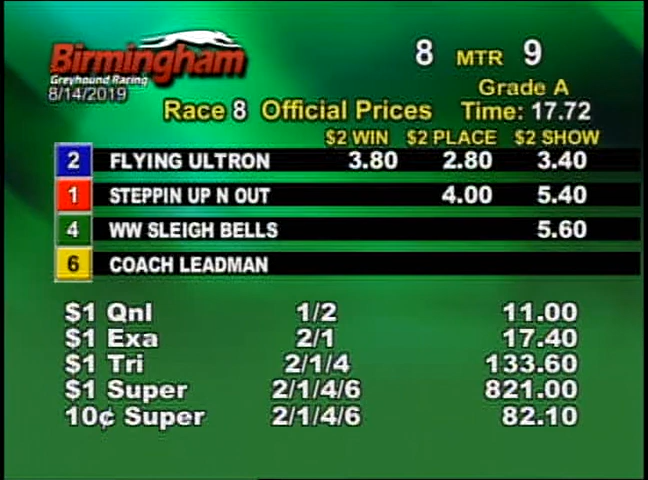 Birmingham
Greyhound Racing
8/14/2019
8 MTR 9
Grade A
Race 8 Official Prices Time: 17.72
$2 WIN $2 PLACE $2 SHOW
2 FLYING ULTRON 3.80 2.80 3.40
1 STEPPIN UP N OUT 4.00 5.40
4 WW SLEIGH BELLS 5.60
6 COACH LEADMAN
$1 Qnl 1/2 11.00
$1 Exa 2/1 17.40
$1 Tri 2/1/4 133.60
$1 Super 2/1/4/6 821.00
10¢ Super 2/1/4/6 82.10